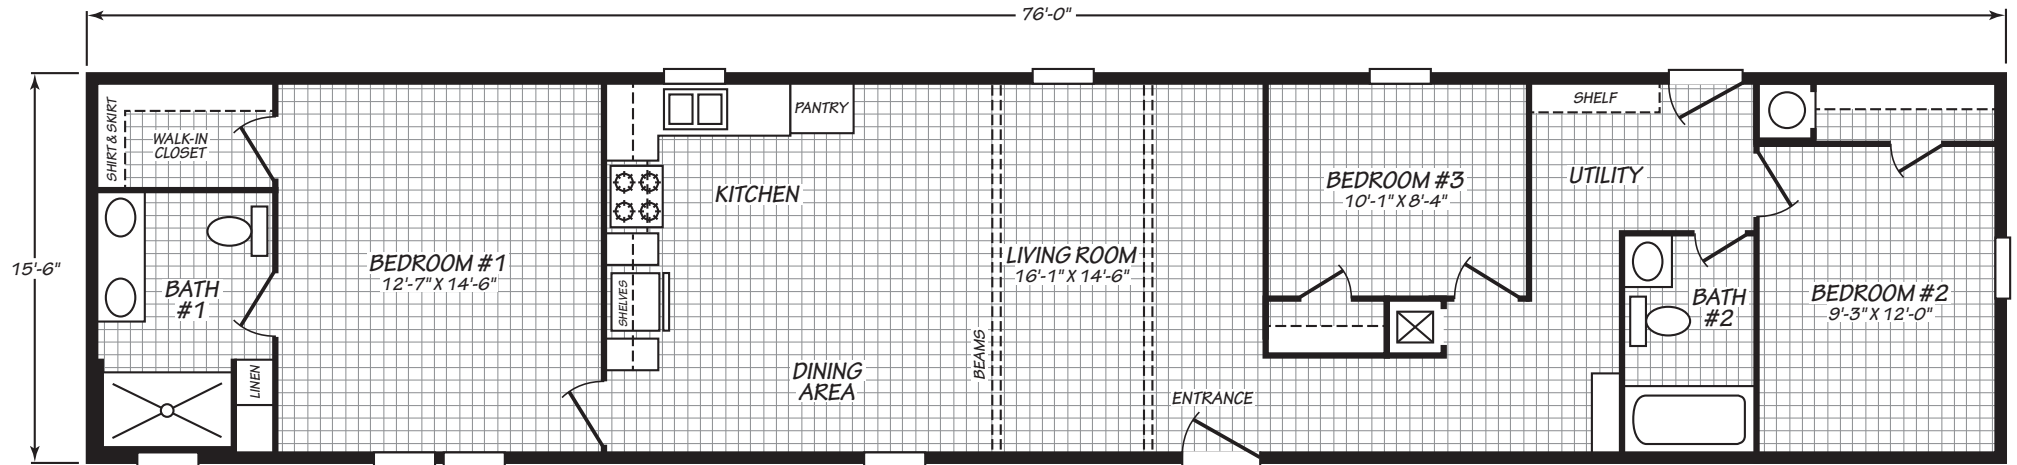 76'-0"
15'-6"
SHIRT & SKIRT
WALK-IN
CLOSET
BATH
#1
LINEN
BEDROOM #1
12'-7" X 14'-6"
PANTRY
KITCHEN
SHELVES
DINING
AREA
BEAMS
LIVING ROOM
16'-1" X 14'-6"
ENTRANCE
BEDROOM #3
10'-1" X 8'-4"
SHELF
UTILITY
BATH
#2
BEDROOM #2
9'-3" X 12'-0"